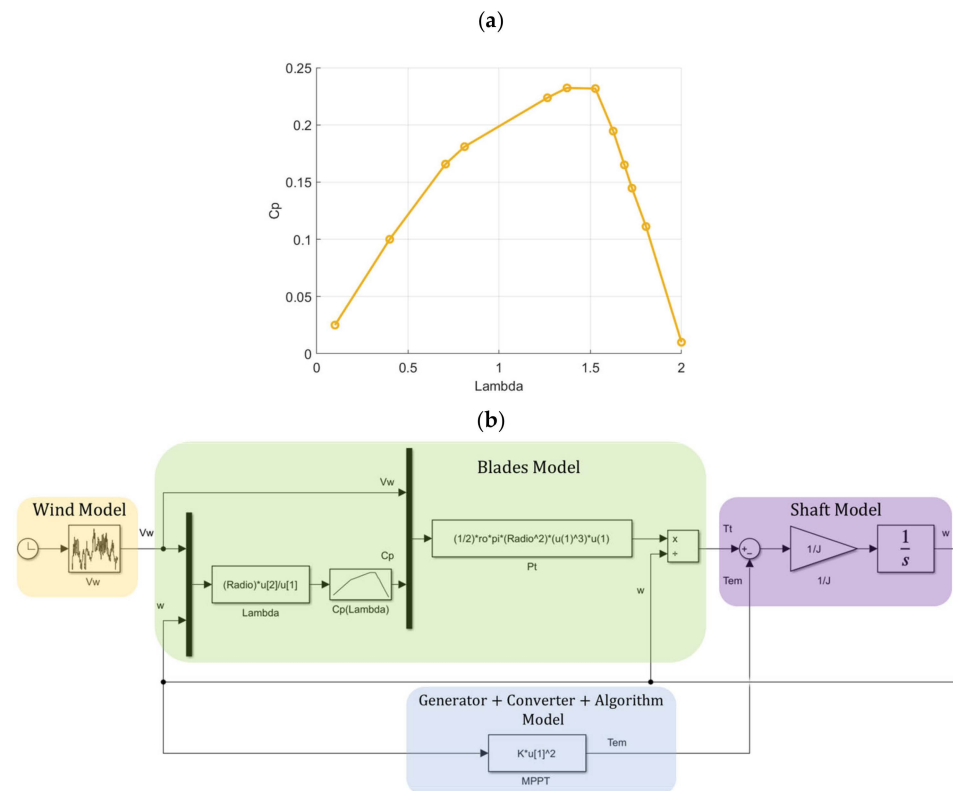 (a)
0.25
0.2
0.15
0.1
0.05
0
Cp
0 0.5 1 1.5 2
Lambda
(b)
Blades Model
Wind Model
Shaft Model
Vw
Vw
Vw
w
(Radio)*u[2]/u[1]
Lambda
Cp(Lambda)
Cp
(1/2)*ro*pi*(Radio^2)*(u(1)^3)*u(1)
Pt
x
÷
w
Tt
Tem
+
−
1/J
1/J
1
s
w
Generator + Converter + Algorithm
Model
K*u[1]^2
MPPT
Tem